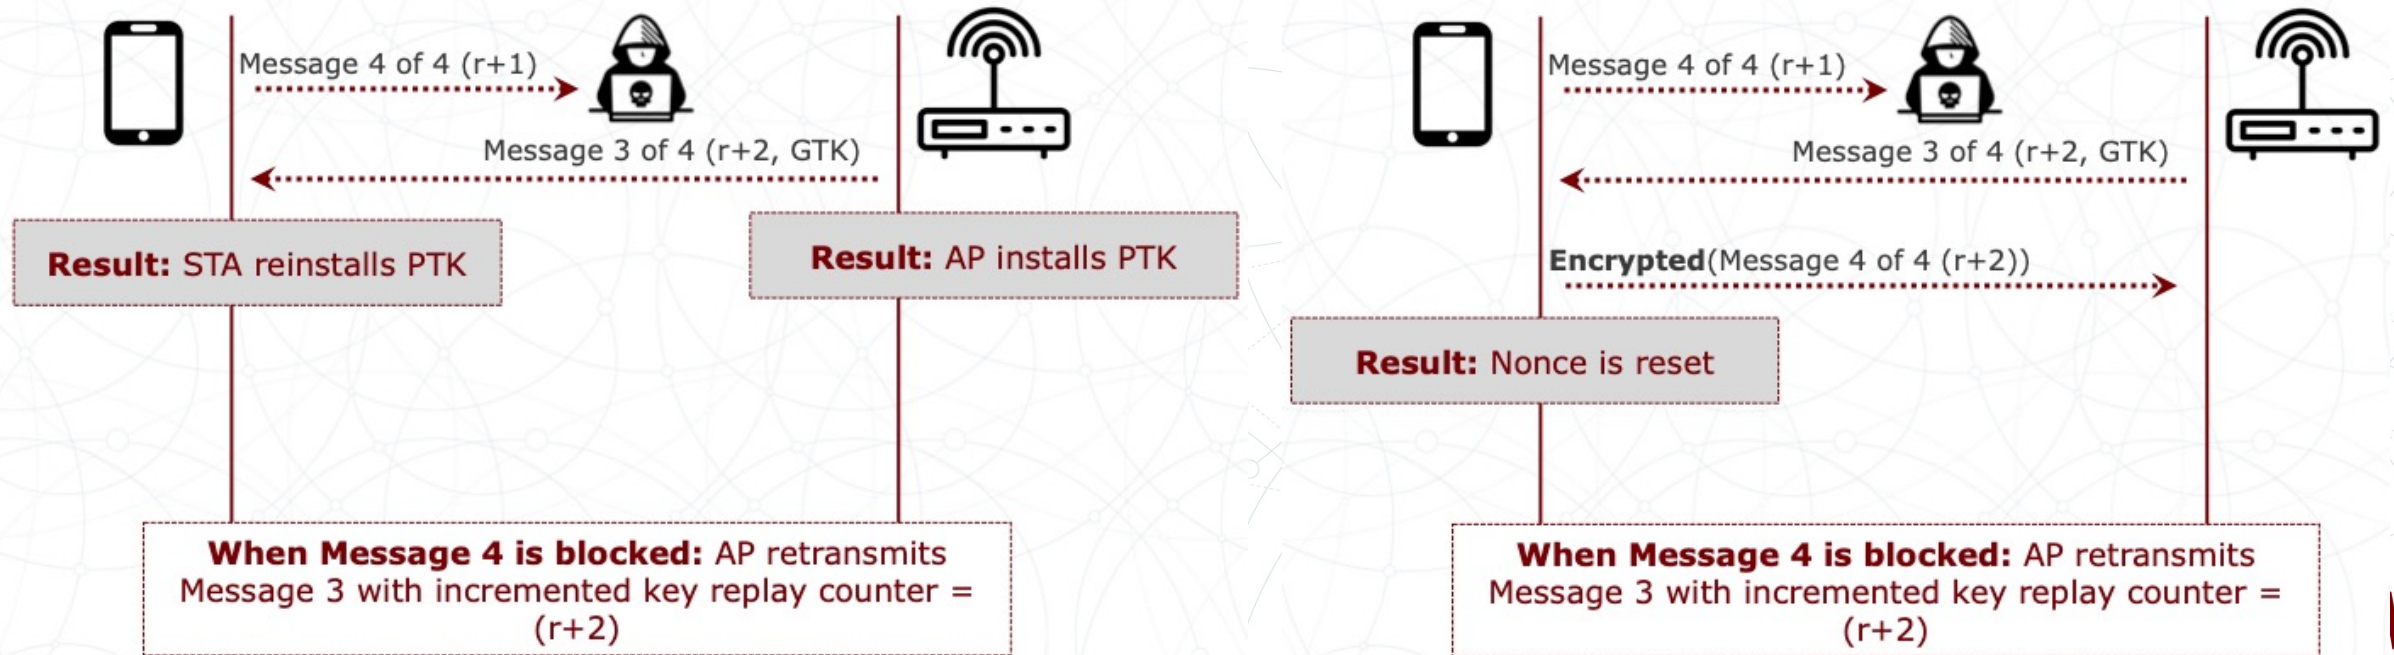 Message 4 of 4 (r+1)
Message 3 of 4 (r+2, GTK)
Result: STA reinstalls PTK
Result: AP installs PTK
When Message 4 is blocked: AP retransmits
Message 3 with incremented key replay counter =
(r+2)
Message 4 of 4 (r+1)
Message 3 of 4 (r+2, GTK)
Encrypted(Message 4 of 4 (r+2))
Result: Nonce is reset
When Message 4 is blocked: AP retransmits
Message 3 with incremented key replay counter =
(r+2)